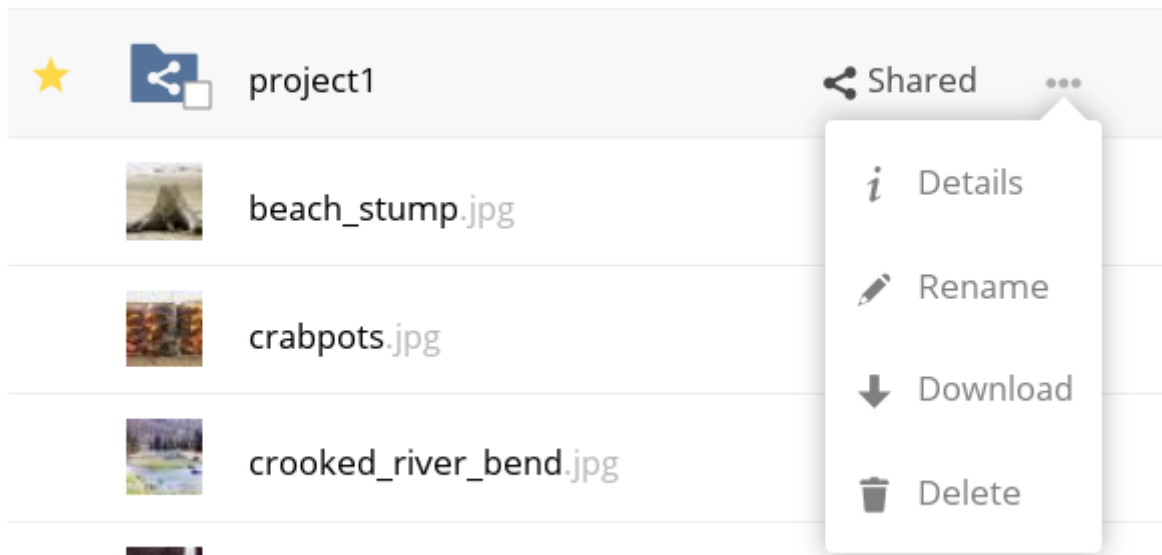 project1
Shared
Details
beach_stump.jpg
Rename
crabpots.jpg
Download
crooked_river_bend.jpg
Delete